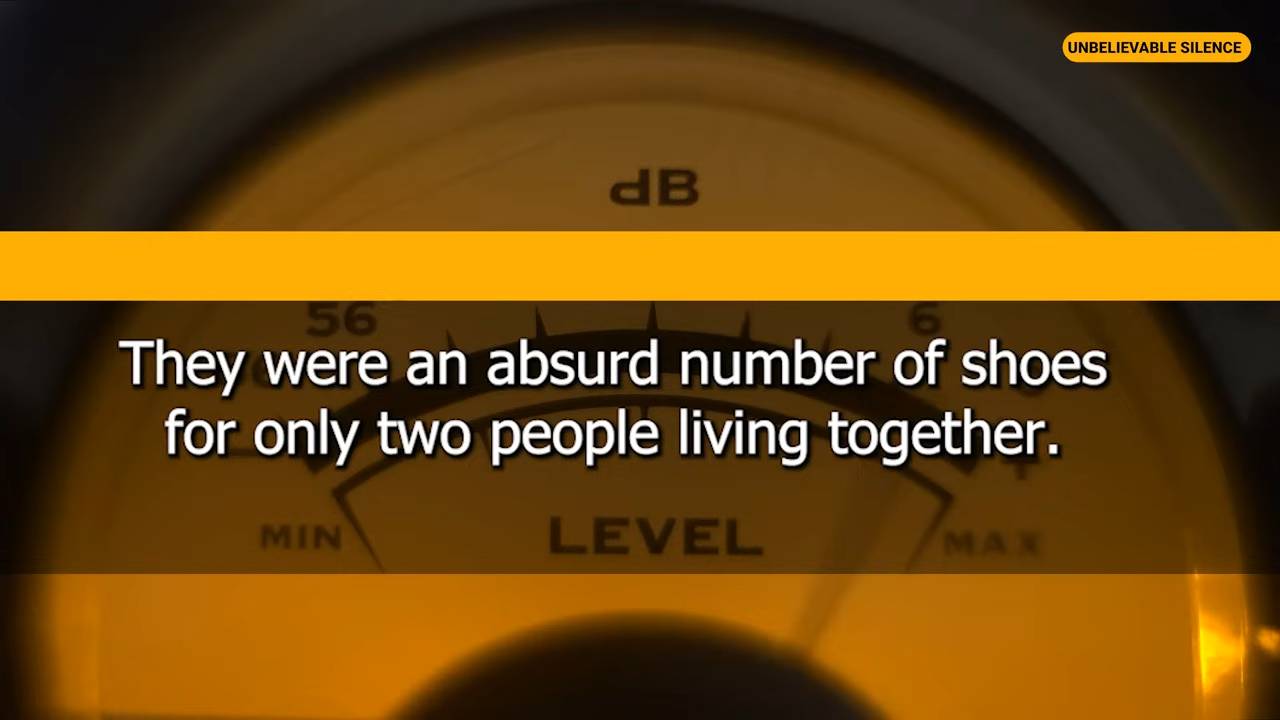 UNBELIEVABLE SILENCE
dB
56 6
They were an absurd number of shoes
for only two people living together.
MIN LEVEL MAX